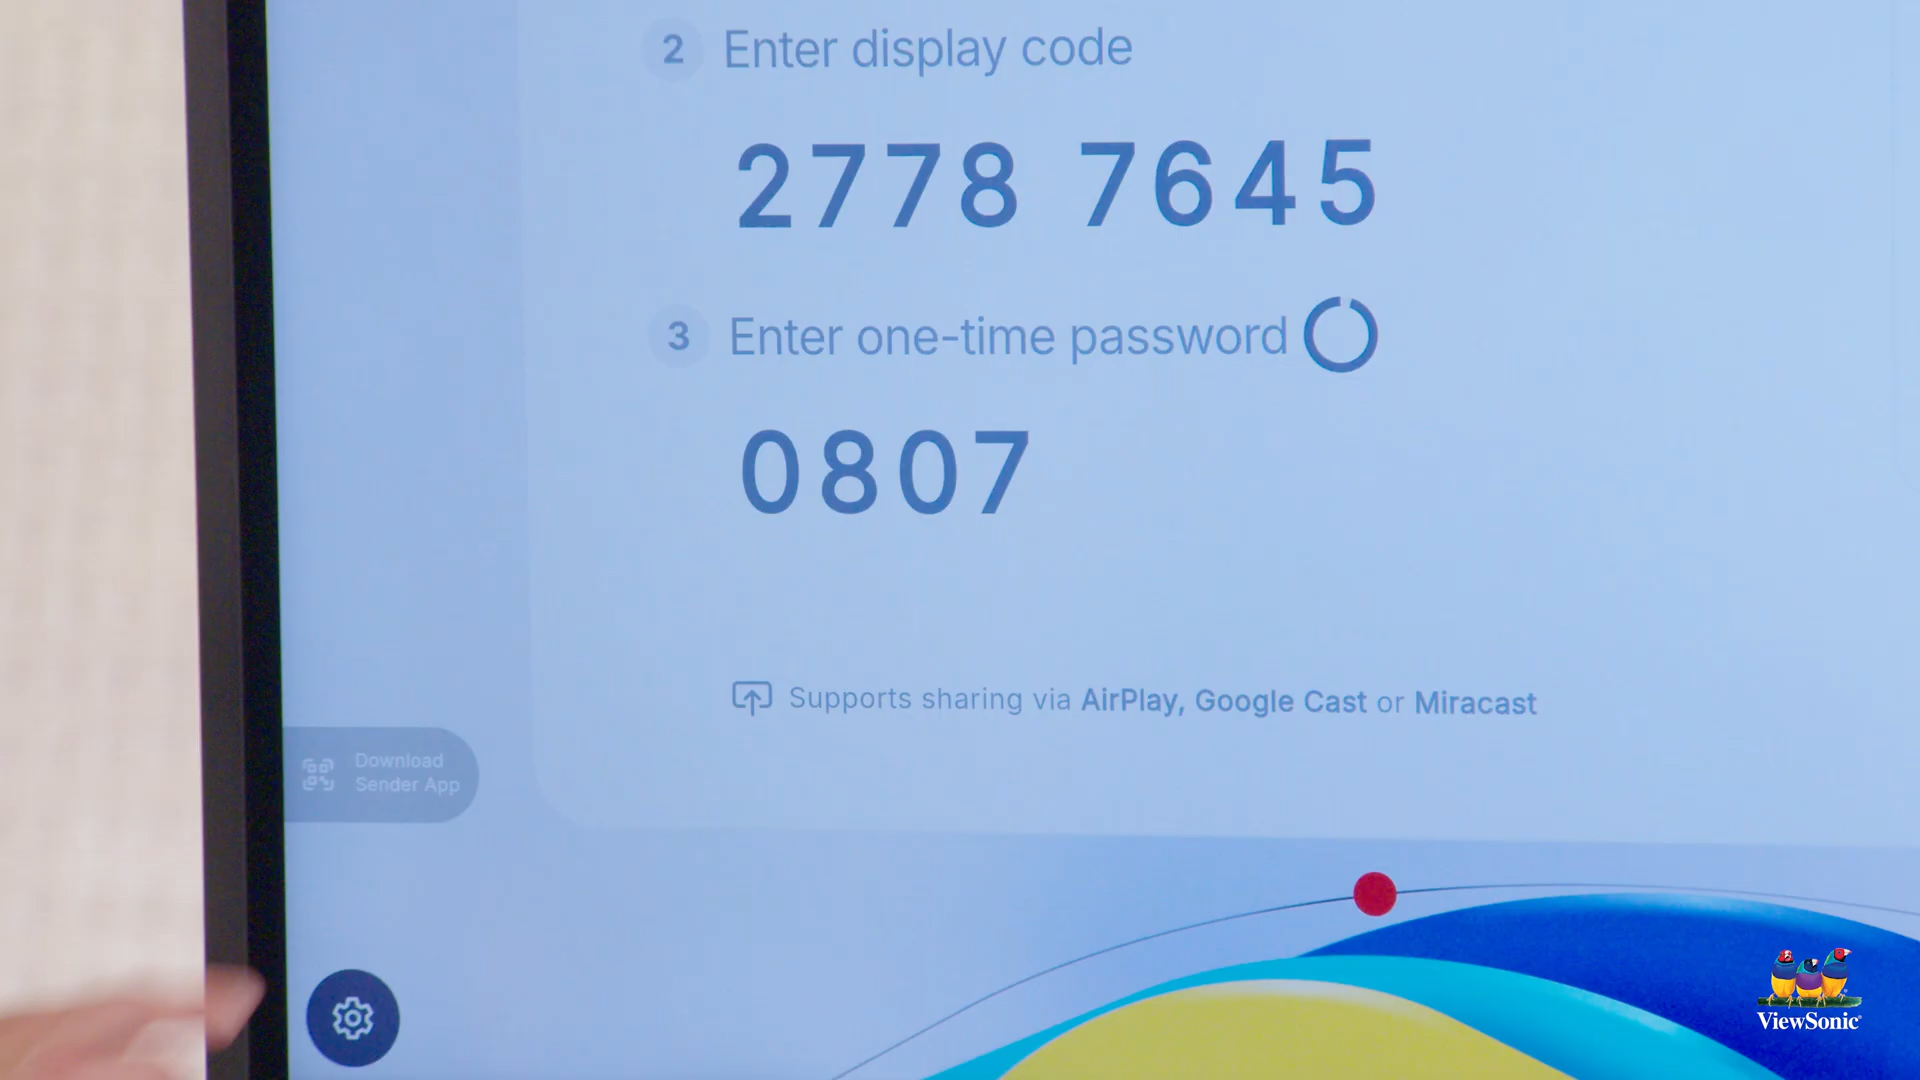 2 Enter display code
2778 7645
3 Enter one-time password
0807
Supports sharing via AirPlay, Google Cast or Miracast
Download
Sender App
ViewSonic